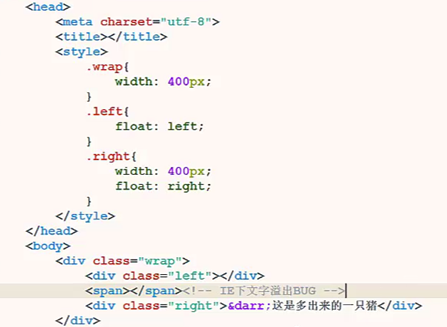 <head>
<meta charset="utf-8">
<title></title>
<style>
.wrap{
width: 400px;
}
.left{
float: left;
}
.right{
width: 400px;
float: right;
}
</style>
</head>
<body>
<div class="wrap">
<div class="left"></div>
<span></span><!-- IE下文字溢出BUG -->
<div class="right">&darr;这是多出来的一只猪</div>
</div>